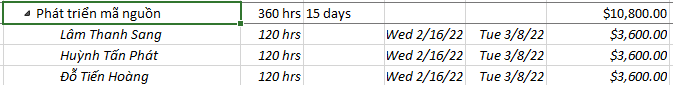 Phát triển mã nguồn 360 hrs 15 days $10,800.00
Lâm Thanh Sang 120 hrs Wed 2/16/22 Tue 3/8/22 $3,600.00
Huỳnh Tấn Phát 120 hrs Wed 2/16/22 Tue 3/8/22 $3,600.00
Đỗ Tiến Hoàng 120 hrs Wed 2/16/22 Tue 3/8/22 $3,600.00